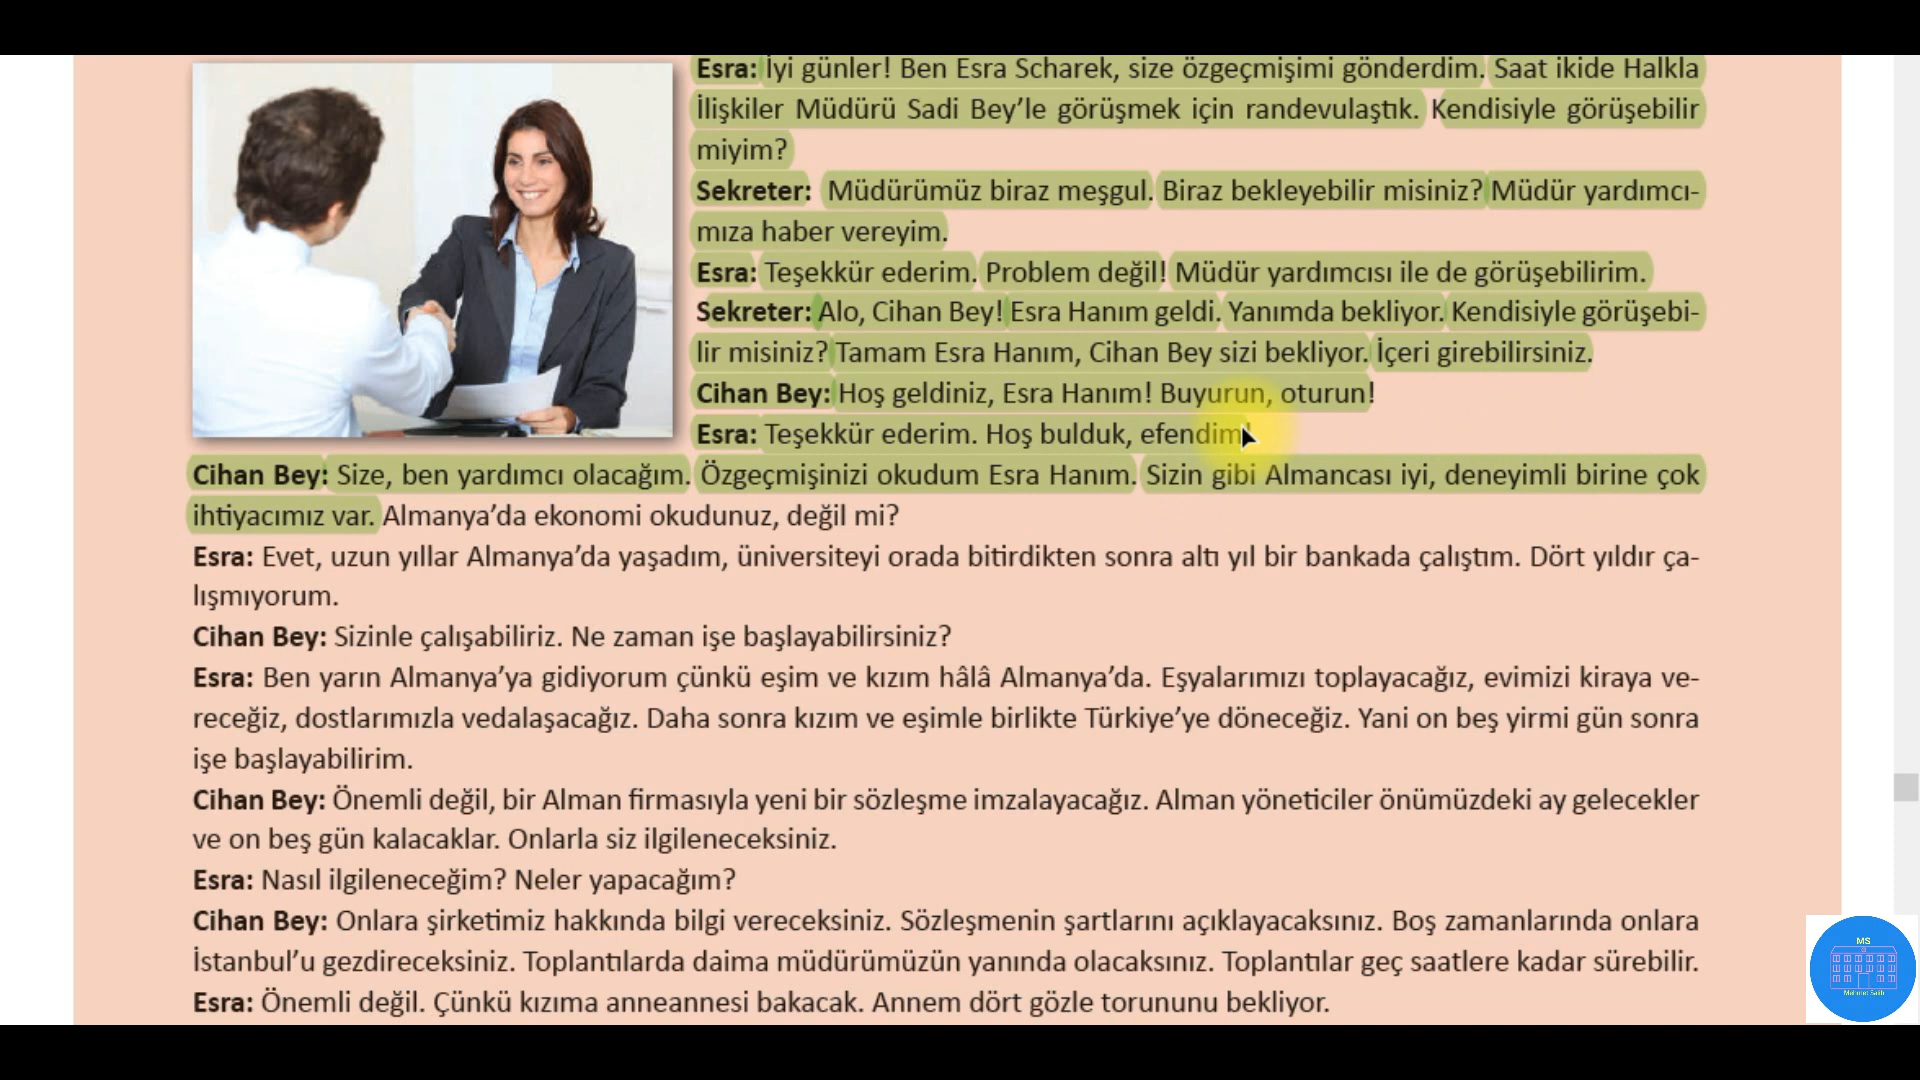 Esra: İyi günler! Ben Esra Scharek, size özgeçmişimi gönderdim. Saat ikide Halkla
İlişkiler Müdürü Sadi Bey’le görüşmek için randevulaştık. Kendisiyle görüşebilir
miyim?
Sekreter: Müdürümüz biraz meşgul. Biraz bekleyebilir misiniz? Müdür yardımcı-
mıza haber vereyim.
Esra: Teşekkür ederim. Problem değil! Müdür yardımcısı ile de görüşebilirim.
Sekreter: Alo, Cihan Bey! Esra Hanım geldi. Yanımda bekliyor. Kendisiyle görüşebi-
lir misiniz? Tamam Esra Hanım, Cihan Bey sizi bekliyor. İçeri girebilirsiniz.
Cihan Bey: Hoş geldiniz, Esra Hanım! Buyurun, oturun!
Esra: Teşekkür ederim. Hoş bulduk, efendim!
Cihan Bey: Size, ben yardımcı olacağım. Özgeçmişinizi okudum Esra Hanım. Sizin gibi Almancası iyi, deneyimli birine çok
ihtiyacımız var. Almanya’da ekonomi okudunuz, değil mi?
Esra: Evet, uzun yıllar Almanya’da yaşadım, üniversiteyi orada bitirdikten sonra altı yıl bir bankada çalıştım. Dört yıldır ça-
lışmıyorum.
Cihan Bey: Sizinle çalışabiliriz. Ne zaman işe başlayabilirsiniz?
Esra: Ben yarın Almanya’ya gidiyorum çünkü eşim ve kızım hâlâ Almanya’da. Eşyalarımızı toplayacağız, evimizi kiraya ve-
receğiz, dostlarımızla vedalaşacağız. Daha sonra kızım ve eşimle birlikte Türkiye’ye döneceğiz. Yani on beş yirmi gün sonra
işe başlayabilirim.
Cihan Bey: Önemli değil, bir Alman firmasıyla yeni bir sözleşme imzalayacağız. Alman yöneticiler önümüzdeki ay gelecekler
ve on beş gün kalacaklar. Onlarla siz ilgileneceksiniz.
Esra: Nasıl ilgileneceğim? Neler yapacağım?
Cihan Bey: Onlara şirketimiz hakkında bilgi vereceksiniz. Sözleşmenin şartlarını açıklayacaksınız. Boş zamanlarında onlara
İstanbul’u gezdireceksiniz. Toplantılarda daima müdürümüzün yanında olacaksınız. Toplantılar geç saatlere kadar sürebilir.
Esra: Önemli değil. Çünkü kızıma anneannesi bakacak. Annem dört gözle torununu bekliyor.
MS
Mehmet Salih